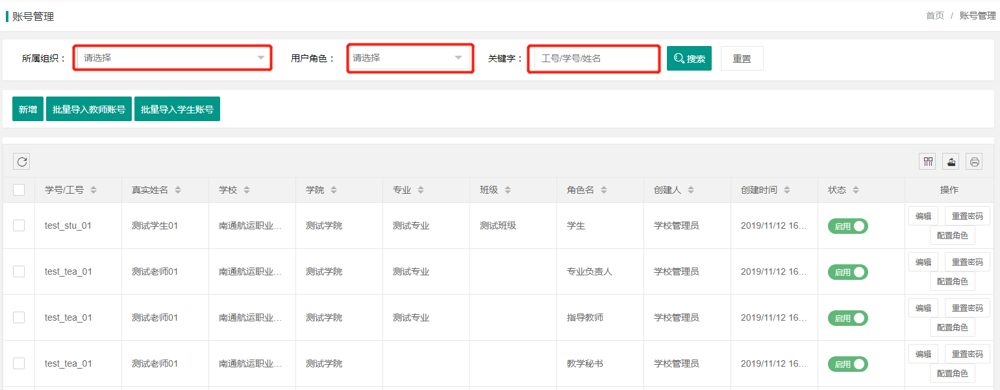 账号管理
首页 / 账号管理
所属组织： 请选择 用户角色： 请选择 关键字： 工号/学号/姓名 搜索 重置
新增 批量导入教师账号 批量导入学生账号
学号/工号 真实姓名 学校 学院 专业 班级 角色名 创建人 创建时间 状态 操作
test_stu_01 测试学生01 南通航运职业... 测试学院 测试专业 测试班级 学生 学校管理员 2019/11/12 16... 启用 编辑 重置密码
配置角色
test_tea_01 测试老师01 南通航运职业... 测试学院 测试专业 专业负责人 学校管理员 2019/11/12 16... 启用 编辑 重置密码
配置角色
test_tea_01 测试老师01 南通航运职业... 测试学院 测试专业 指导教师 学校管理员 2019/11/12 16... 启用 编辑 重置密码
配置角色
test_tea_01 测试老师01 南通航运职业... 测试学院 教学秘书 学校管理员 2019/11/12 16... 启用 编辑 重置密码
配置角色